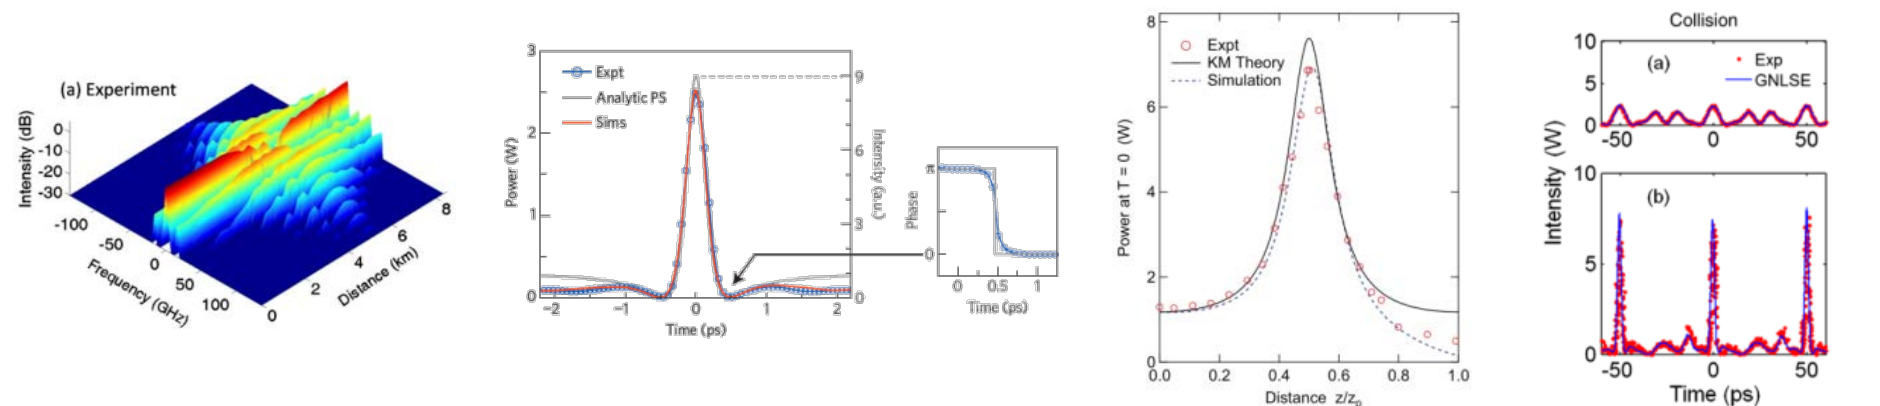 (a) Experiment
Intensity (dB)
0
-10
-20
-30
-100
-50
0
50
100
Frequency (GHz)
0
2
4
6
8
Distance (km)
3
2
1
0
Power (W)
Expt
Analytic PS
Sims
9
6
3
0
Intensity (a.u.)
-2
-1
0
1
2
Time (ps)
π
0
Phase
0
0.5
1
Time (ps)
8
6
4
2
0
Power at T = 0 (W)
Expt
KM Theory
Simulation
0.0
0.2
0.4
0.6
0.8
1.0
Distance z/zp
Collision
10
5
0
(a)
Exp
GNLSE
-50
0
50
Intensity (W)
10
5
0
(b)
-50
0
50
Time (ps)